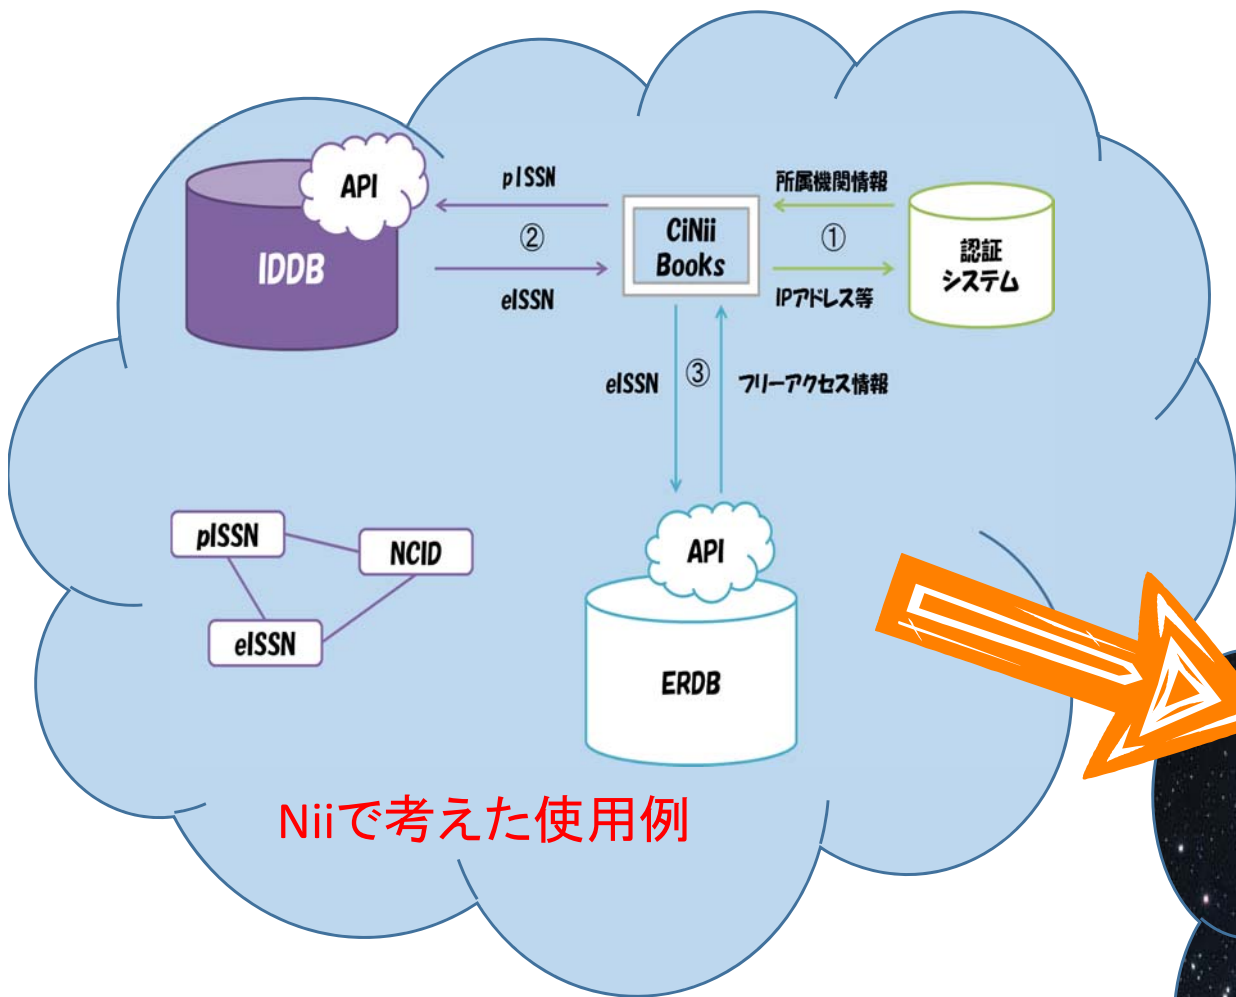 API
IDDB
pISSN
②
eISSN
CiNii
Books
所属機関情報
①
IPアドレス等
認証
システム
eISSN
③
フリーアクセス情報
pISSN
NCID
eISSN
API
ERDB
Niiで考えた使用例